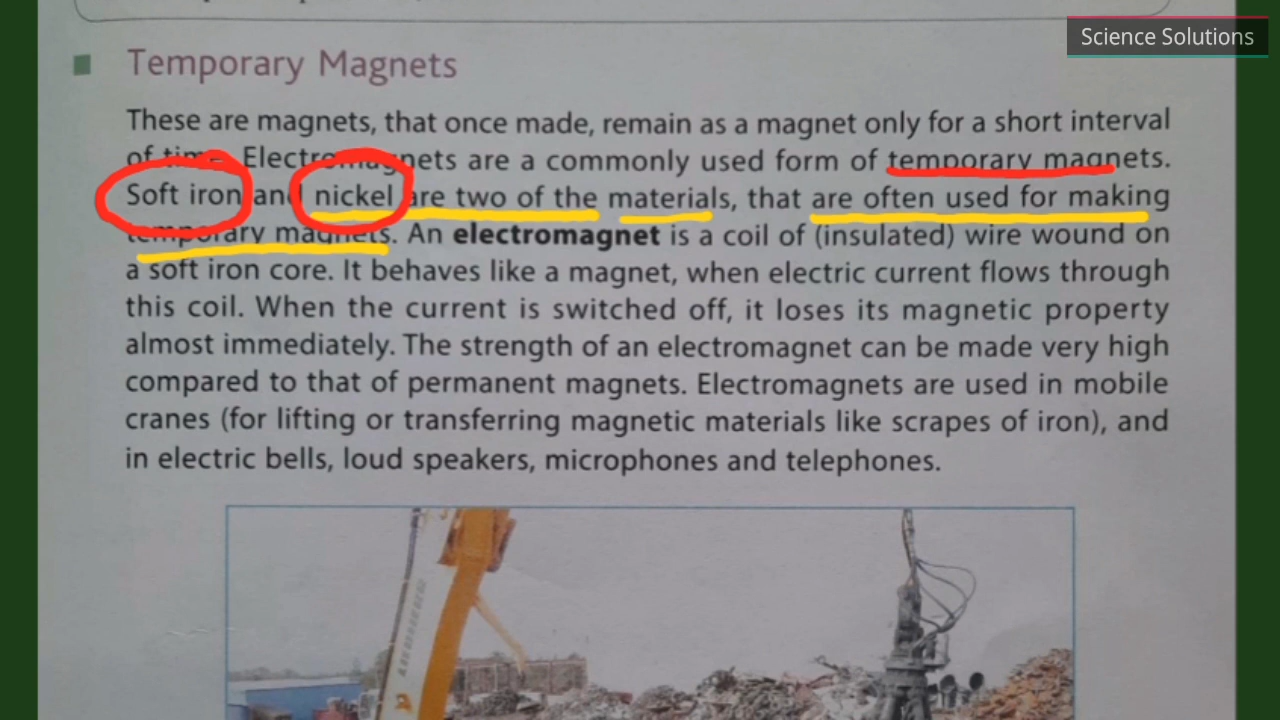 Science Solutions
Temporary Magnets
These are magnets, that once made, remain as a magnet only for a short interval
of time. Electromagnets are a commonly used form of temporary magnets.
Soft iron and nickel are two of the materials, that are often used for making
temporary magnets. An electromagnet is a coil of (insulated) wire wound on
a soft iron core. It behaves like a magnet, when electric current flows through
this coil. When the current is switched off, it loses its magnetic property
almost immediately. The strength of an electromagnet can be made very high
compared to that of permanent magnets. Electromagnets are used in mobile
cranes (for lifting or transferring magnetic materials like scrapes of iron), and
in electric bells, loud speakers, microphones and telephones.